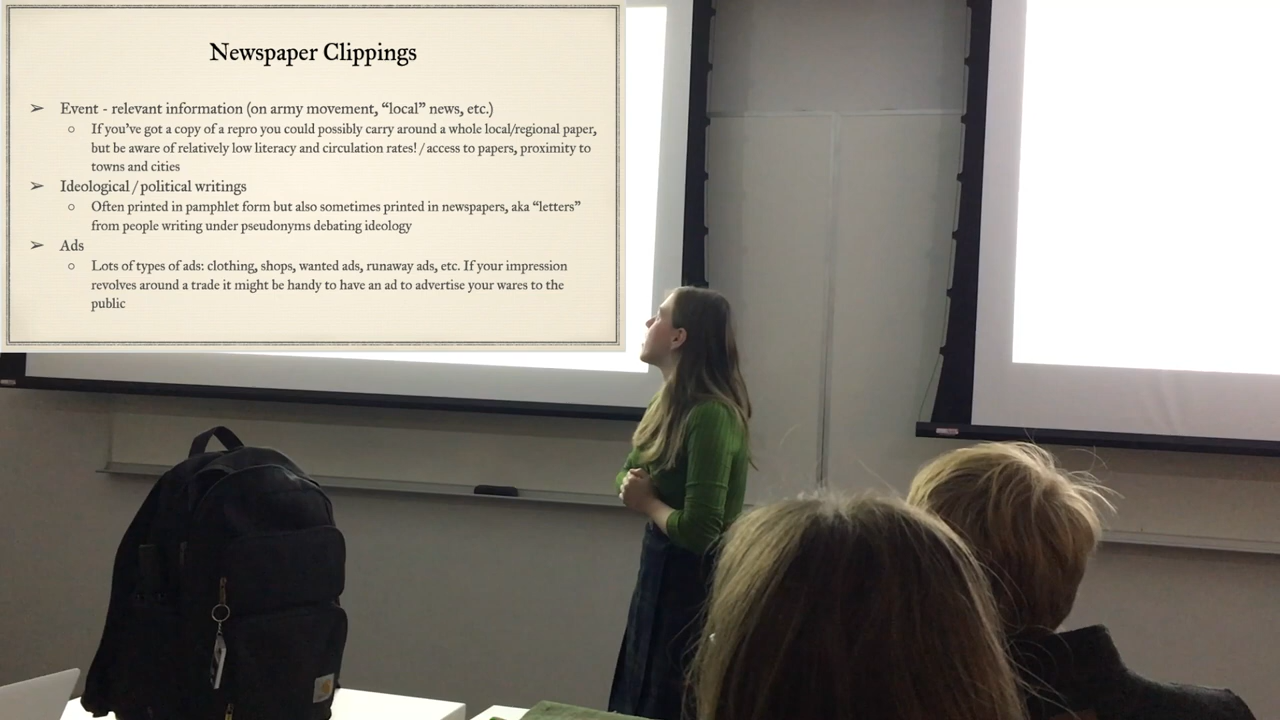 Newspaper Clippings
➢ Event - relevant information (on army movement, “local” news, etc.)
○ If you’ve got a copy of a repro you could possibly carry around a whole local/regional paper,
but be aware of relatively low literacy and circulation rates! / access to papers, proximity to
towns and cities
➢ Ideological / political writings
○ Often printed in pamphlet form but also sometimes printed in newspapers, aka “letters”
from people writing under pseudonyms debating ideology
➢ Ads
○ Lots of types of ads: clothing, shops, wanted ads, runaway ads, etc. If your impression
revolves around a trade it might be handy to have an ad to advertise your wares to the
public